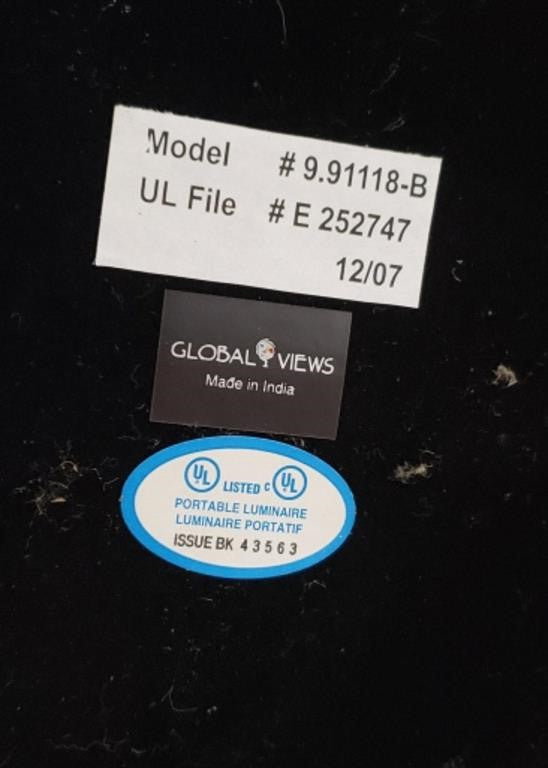 Model # 9.91118-B
UL File # E 252747
12/07
GLOBAL VIEWS
Made in India
UL LISTED C UL
PORTABLE LUMINAIRE
LUMINAIRE PORTATIF
ISSUE BK 43563